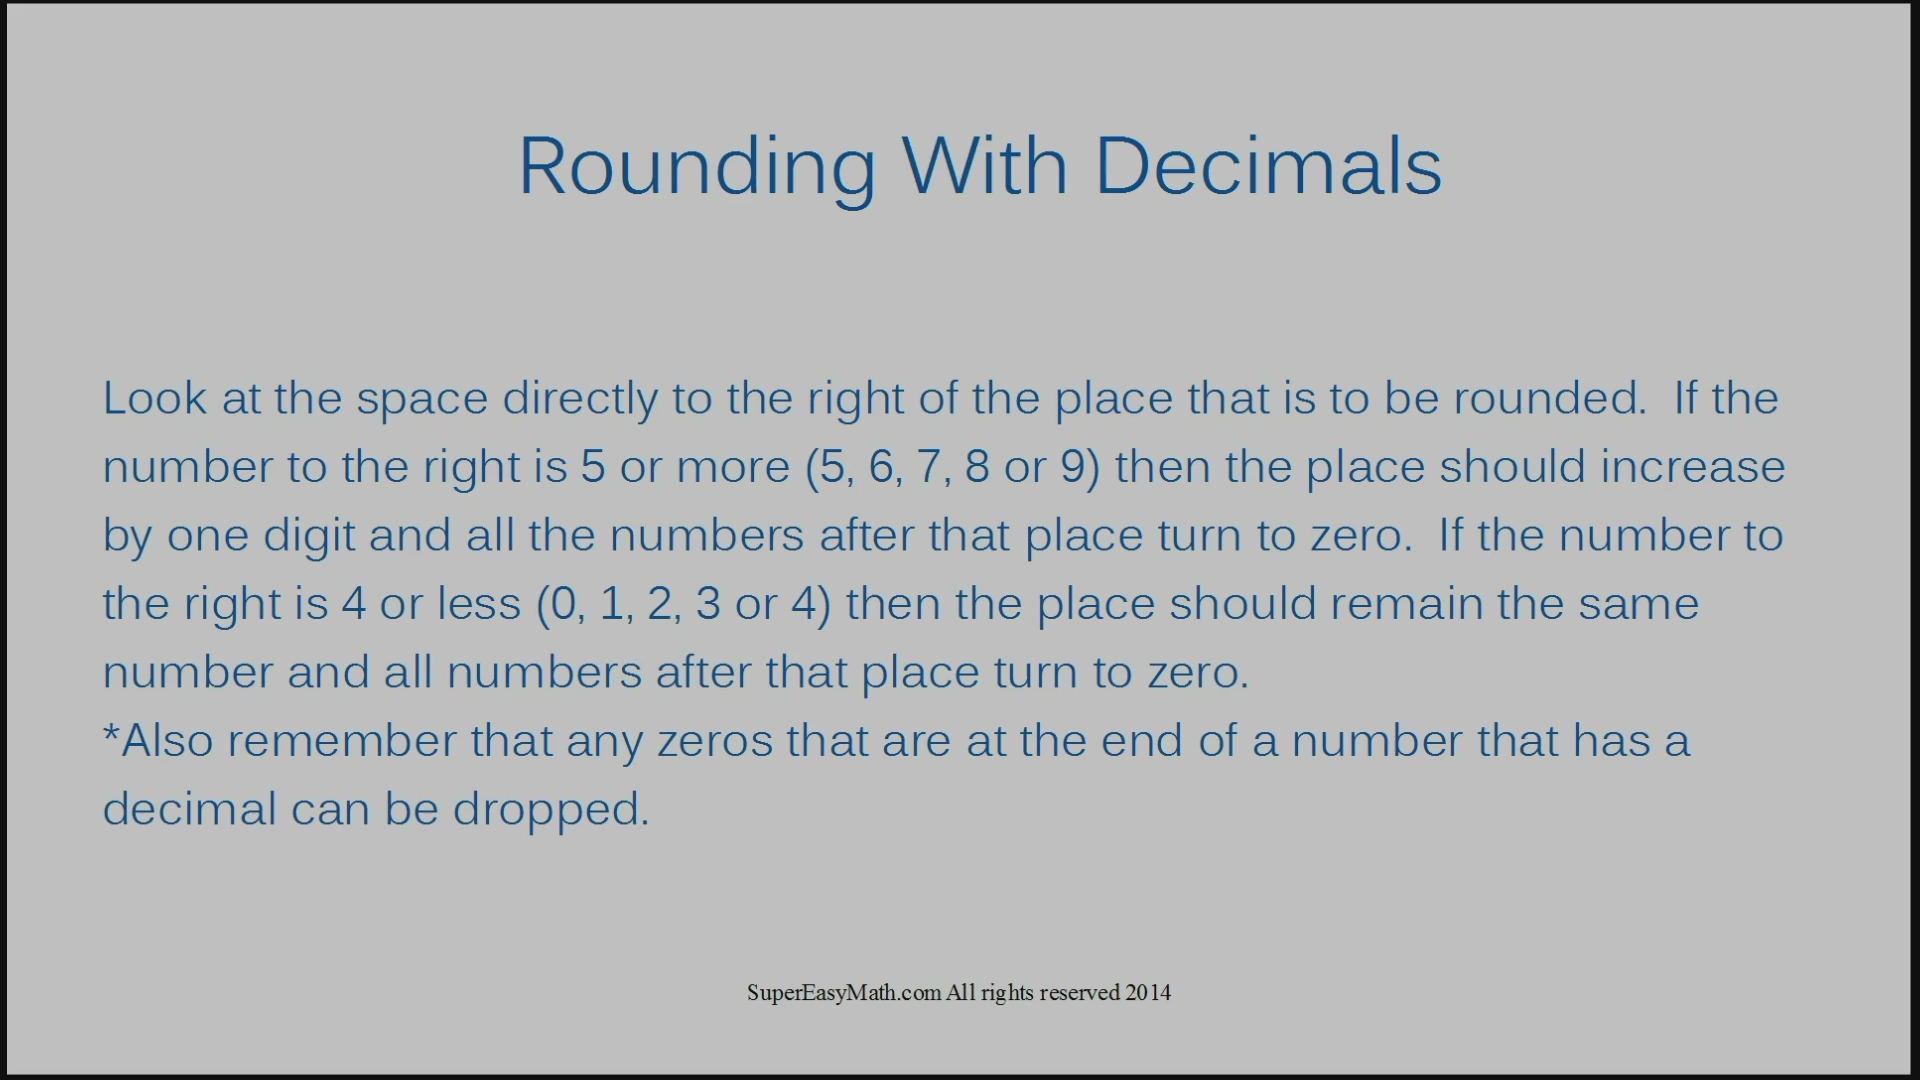 Rounding With Decimals
Look at the space directly to the right of the place that is to be rounded.  If the
number to the right is 5 or more (5, 6, 7, 8 or 9) then the place should increase
by one digit and all the numbers after that place turn to zero.  If the number to
the right is 4 or less (0, 1, 2, 3 or 4) then the place should remain the same
number and all numbers after that place turn to zero.
*Also remember that any zeros that are at the end of a number that has a
decimal can be dropped.
SuperEasyMath.com All rights reserved 2014